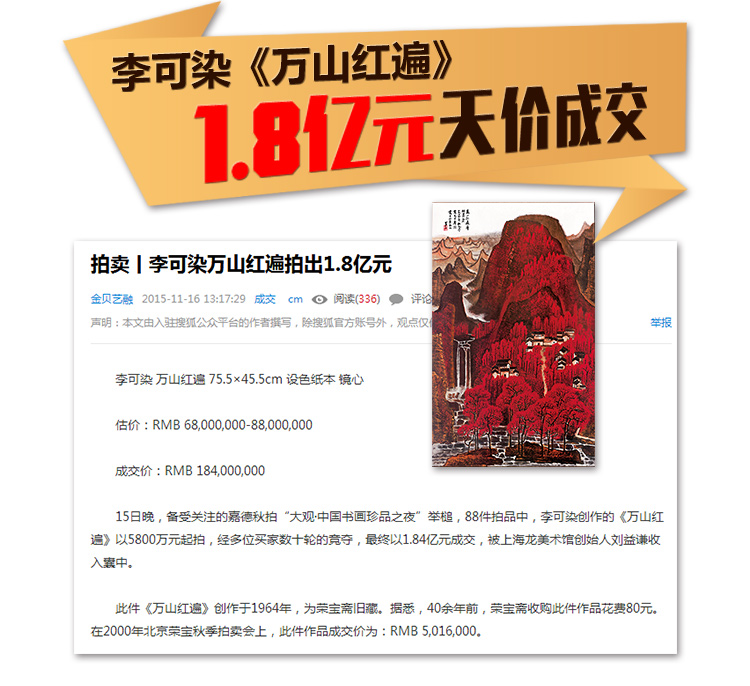 李可染《万山红遍》
1.8亿元天价成交
拍卖丨李可染万山红遍拍出1.8亿元
金贝艺融 2015-11-16 13:17:29 成交 cm 阅读(336) 评论
声明：本文由入驻搜狐公众平台的作者撰写，除搜狐官方账号外，观点仅 举报
李可染 万山红遍 75.5×45.5cm 设色纸本 镜心
估价：RMB 68,000,000-88,000,000
成交价：RMB 184,000,000
15日晚，备受关注的嘉德秋拍“大观·中国书画珍品之夜”举槌，88件拍品中，李可染创作的《万山红
遍》以5800万元起拍，经多位买家数十轮的竞夺，最终以1.84亿元成交，被上海龙美术馆创始人刘益谦收
入囊中。
此件《万山红遍》创作于1964年，为荣宝斋旧藏。据悉，40余年前，荣宝斋收购此件作品花费80元。
在2000年北京荣宝秋季拍卖会上，此件作品成交价为：RMB 5,016,000。